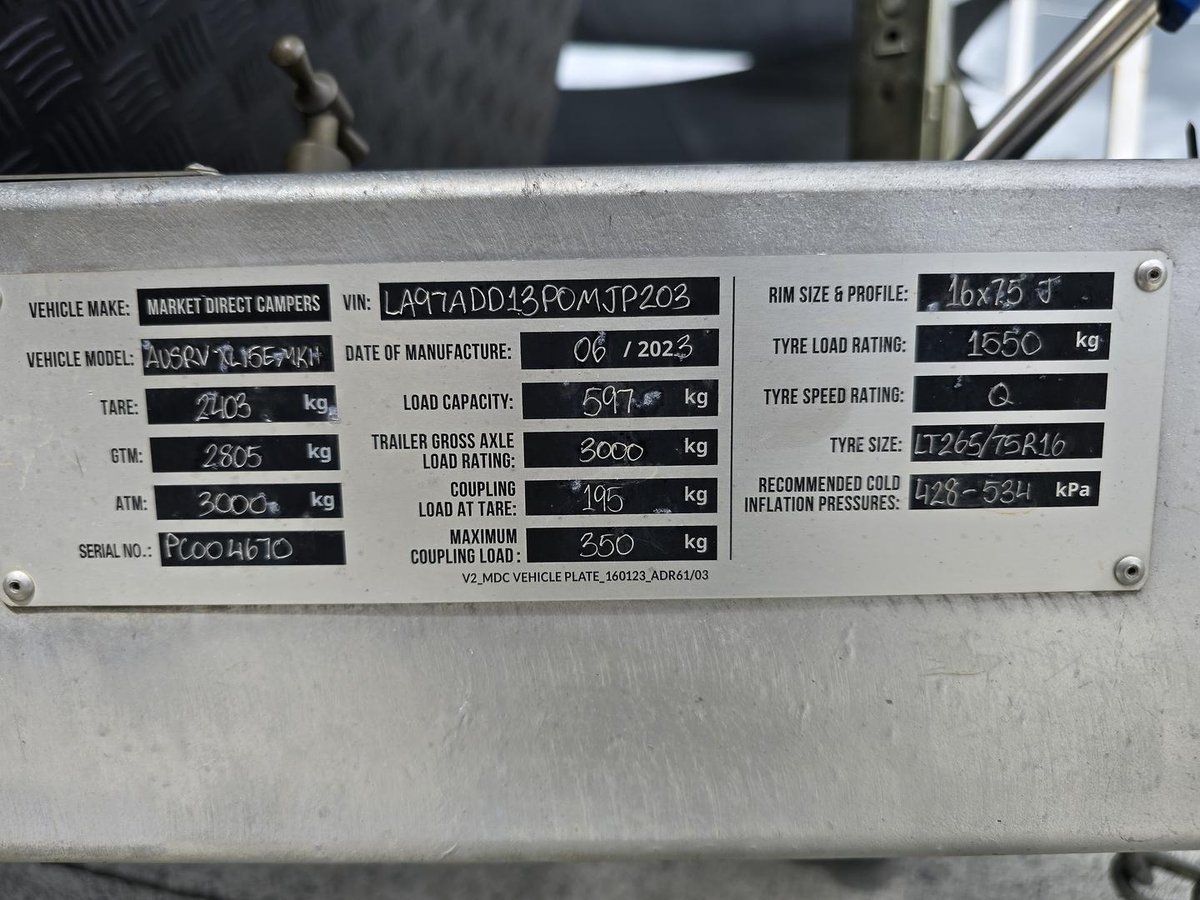 VEHICLE MAKE: MARKET DIRECT CAMPERS
VEHICLE MODEL: AUSRV XL15E-MKII
TARE: 2403 kg
GTM: 2805 kg
ATM: 3000 kg
SERIAL NO.: PC004670
VIN: LA97ADD13P0MJP203
DATE OF MANUFACTURE: 06 / 2023
LOAD CAPACITY: 597 kg
TRAILER GROSS AXLE
LOAD RATING: 3000 kg
COUPLING
LOAD AT TARE: 195 kg
MAXIMUM
COUPLING LOAD: 350 kg
V2_MDC VEHICLE PLATE_160123_ADR61/03
RIM SIZE & PROFILE: 16x7.5 J
TYRE LOAD RATING: 1550 kg
TYRE SPEED RATING: Q
TYRE SIZE: LT265/75R16
RECOMMENDED COLD
INFLATION PRESSURES: 428-534 kPa